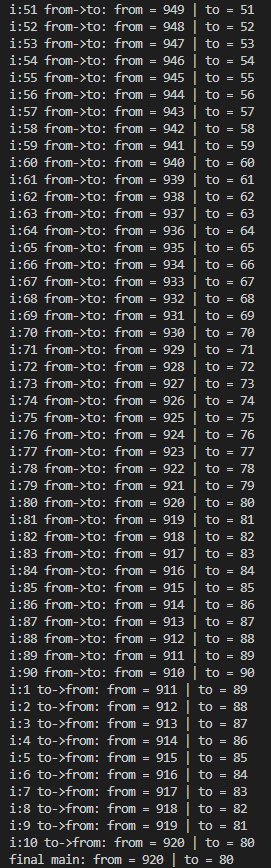 i:51 from->to: from = 949 | to = 51
i:52 from->to: from = 948 | to = 52
i:53 from->to: from = 947 | to = 53
i:54 from->to: from = 946 | to = 54
i:55 from->to: from = 945 | to = 55
i:56 from->to: from = 944 | to = 56
i:57 from->to: from = 943 | to = 57
i:58 from->to: from = 942 | to = 58
i:59 from->to: from = 941 | to = 59
i:60 from->to: from = 940 | to = 60
i:61 from->to: from = 939 | to = 61
i:62 from->to: from = 938 | to = 62
i:63 from->to: from = 937 | to = 63
i:64 from->to: from = 936 | to = 64
i:65 from->to: from = 935 | to = 65
i:66 from->to: from = 934 | to = 66
i:67 from->to: from = 933 | to = 67
i:68 from->to: from = 932 | to = 68
i:69 from->to: from = 931 | to = 69
i:70 from->to: from = 930 | to = 70
i:71 from->to: from = 929 | to = 71
i:72 from->to: from = 928 | to = 72
i:73 from->to: from = 927 | to = 73
i:74 from->to: from = 926 | to = 74
i:75 from->to: from = 925 | to = 75
i:76 from->to: from = 924 | to = 76
i:77 from->to: from = 923 | to = 77
i:78 from->to: from = 922 | to = 78
i:79 from->to: from = 921 | to = 79
i:80 from->to: from = 920 | to = 80
i:81 from->to: from = 919 | to = 81
i:82 from->to: from = 918 | to = 82
i:83 from->to: from = 917 | to = 83
i:84 from->to: from = 916 | to = 84
i:85 from->to: from = 915 | to = 85
i:86 from->to: from = 914 | to = 86
i:87 from->to: from = 913 | to = 87
i:88 from->to: from = 912 | to = 88
i:89 from->to: from = 911 | to = 89
i:90 from->to: from = 910 | to = 90
i:1 to->from: from = 911 | to = 89
i:2 to->from: from = 912 | to = 88
i:3 to->from: from = 913 | to = 87
i:4 to->from: from = 914 | to = 86
i:5 to->from: from = 915 | to = 85
i:6 to->from: from = 916 | to = 84
i:7 to->from: from = 917 | to = 83
i:8 to->from: from = 918 | to = 82
i:9 to->from: from = 919 | to = 81
i:10 to->from: from = 920 | to = 80
final main: from = 920 | to = 80